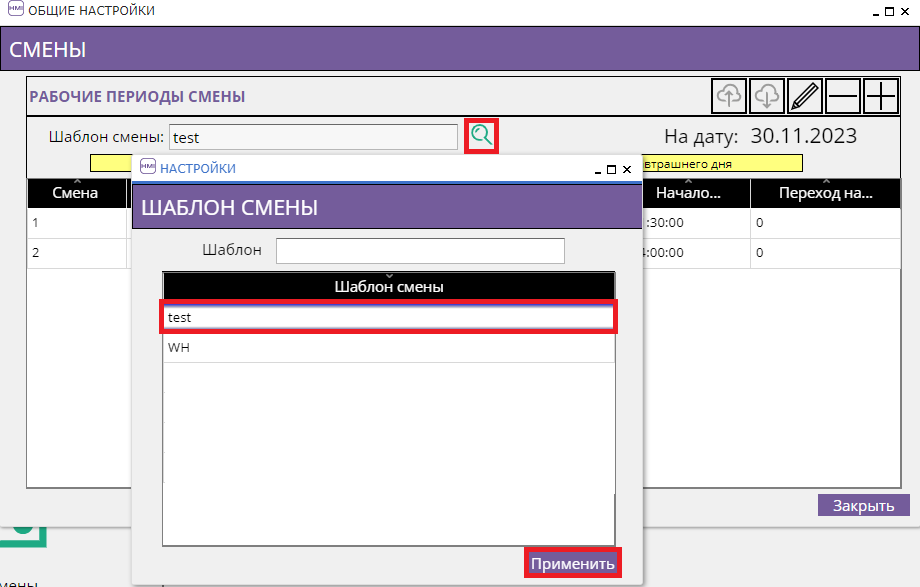 HMI ОБЩИЕ НАСТРОЙКИ
СМЕНЫ
РАБОЧИЕ ПЕРИОДЫ СМЕНЫ
Шаблон смены: test
На дату: 30.11.2023
втрашнего дня
HMI НАСТРОЙКИ
Смена
Начало...
Переход на...
1
:30:00
0
2
:00:00
0
ШАБЛОН СМЕНЫ
Шаблон
Шаблон смены
test
WH
Применить
Закрыть
мены